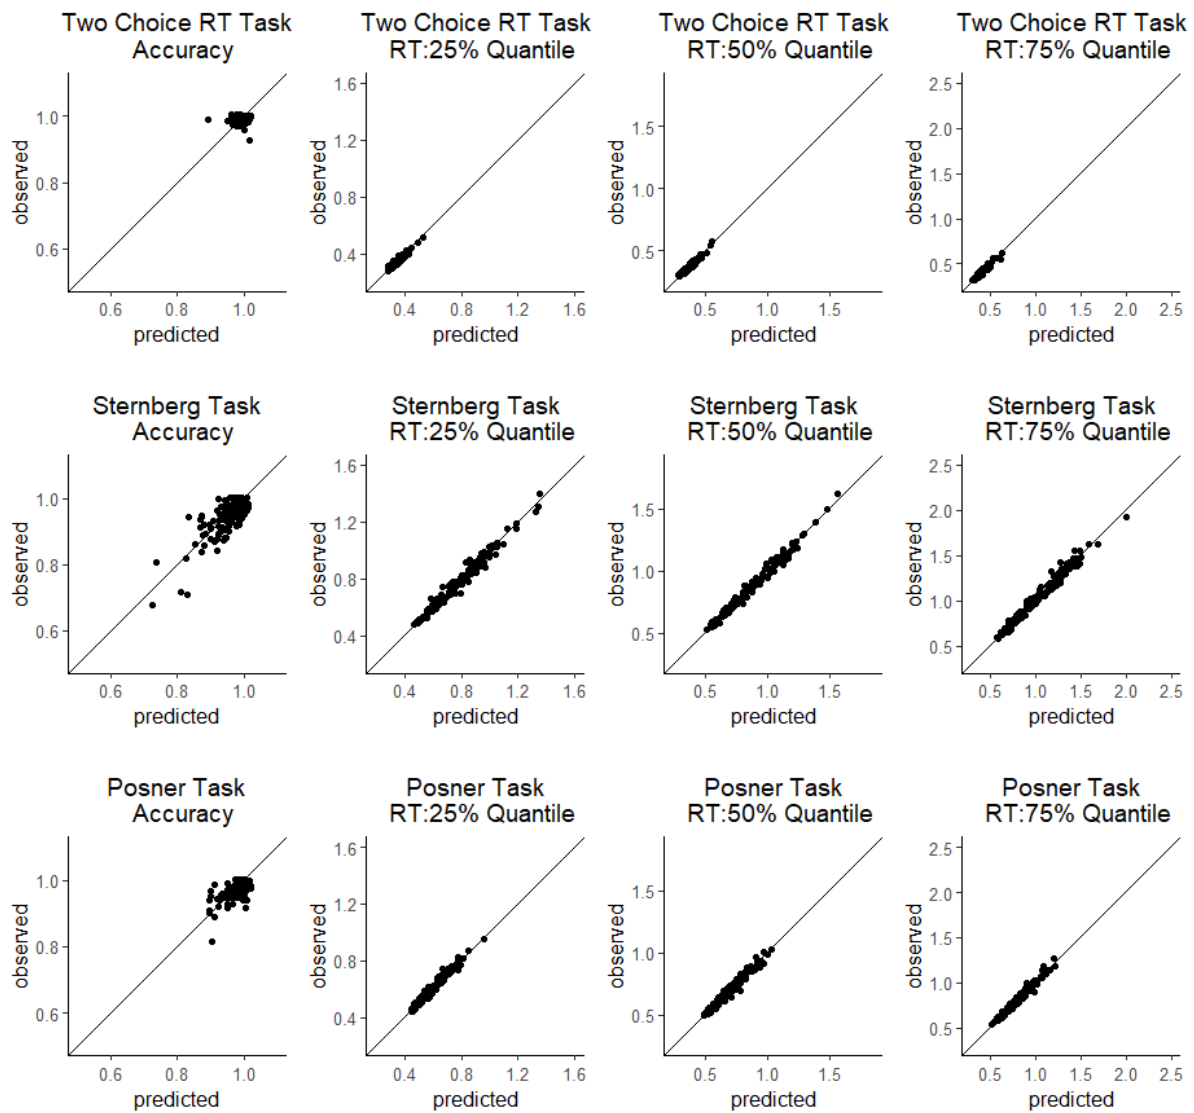 Two Choice RT Task
Accuracy
observed
1.0
0.8
0.6
0.6 0.8 1.0
predicted
Two Choice RT Task
RT:25% Quantile
observed
1.6
1.2
0.8
0.4
0.4 0.8 1.2 1.6
predicted
Two Choice RT Task
RT:50% Quantile
observed
1.5
1.0
0.5
0.5 1.0 1.5
predicted
Two Choice RT Task
RT:75% Quantile
observed
2.5
2.0
1.5
1.0
0.5
0.5 1.0 1.5 2.0 2.5
predicted
Sternberg Task
Accuracy
observed
1.0
0.8
0.6
0.6 0.8 1.0
predicted
Sternberg Task
RT:25% Quantile
observed
1.6
1.2
0.8
0.4
0.4 0.8 1.2 1.6
predicted
Sternberg Task
RT:50% Quantile
observed
1.5
1.0
0.5
0.5 1.0 1.5
predicted
Sternberg Task
RT:75% Quantile
observed
2.5
2.0
1.5
1.0
0.5
0.5 1.0 1.5 2.0 2.5
predicted
Posner Task
Accuracy
observed
1.0
0.8
0.6
0.6 0.8 1.0
predicted
Posner Task
RT:25% Quantile
observed
1.6
1.2
0.8
0.4
0.4 0.8 1.2 1.6
predicted
Posner Task
RT:50% Quantile
observed
1.5
1.0
0.5
0.5 1.0 1.5
predicted
Posner Task
RT:75% Quantile
observed
2.5
2.0
1.5
1.0
0.5
0.5 1.0 1.5 2.0 2.5
predicted